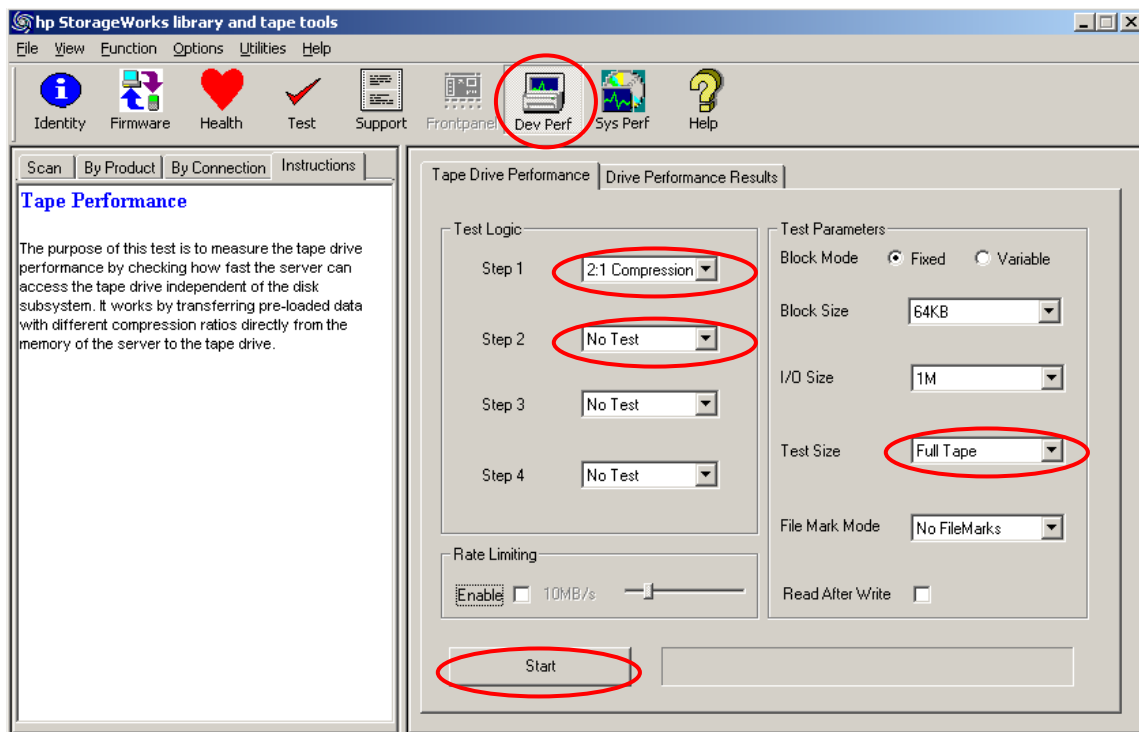 hp StorageWorks library and tape tools
File View Function Options Utilities Help
Identity Firmware Health Test Support Frontpanel Dev Perf Sys Perf Help
Scan By Product By Connection Instructions
Tape Performance
The purpose of this test is to measure the tape drive
performance by checking how fast the server can
access the tape drive independent of the disk
subsystem. It works by transferring pre-loaded data
with different compression ratios directly from the
memory of the server to the tape drive.
Tape Drive Performance Drive Performance Results
Test Logic
Step 1 2:1 Compression
Step 2 No Test
Step 3 No Test
Step 4 No Test
Rate Limiting
Enable 10MB/s
Test Parameters
Block Mode Fixed Variable
Block Size 64KB
I/O Size 1M
Test Size Full Tape
File Mark Mode No FileMarks
Read After Write
Start